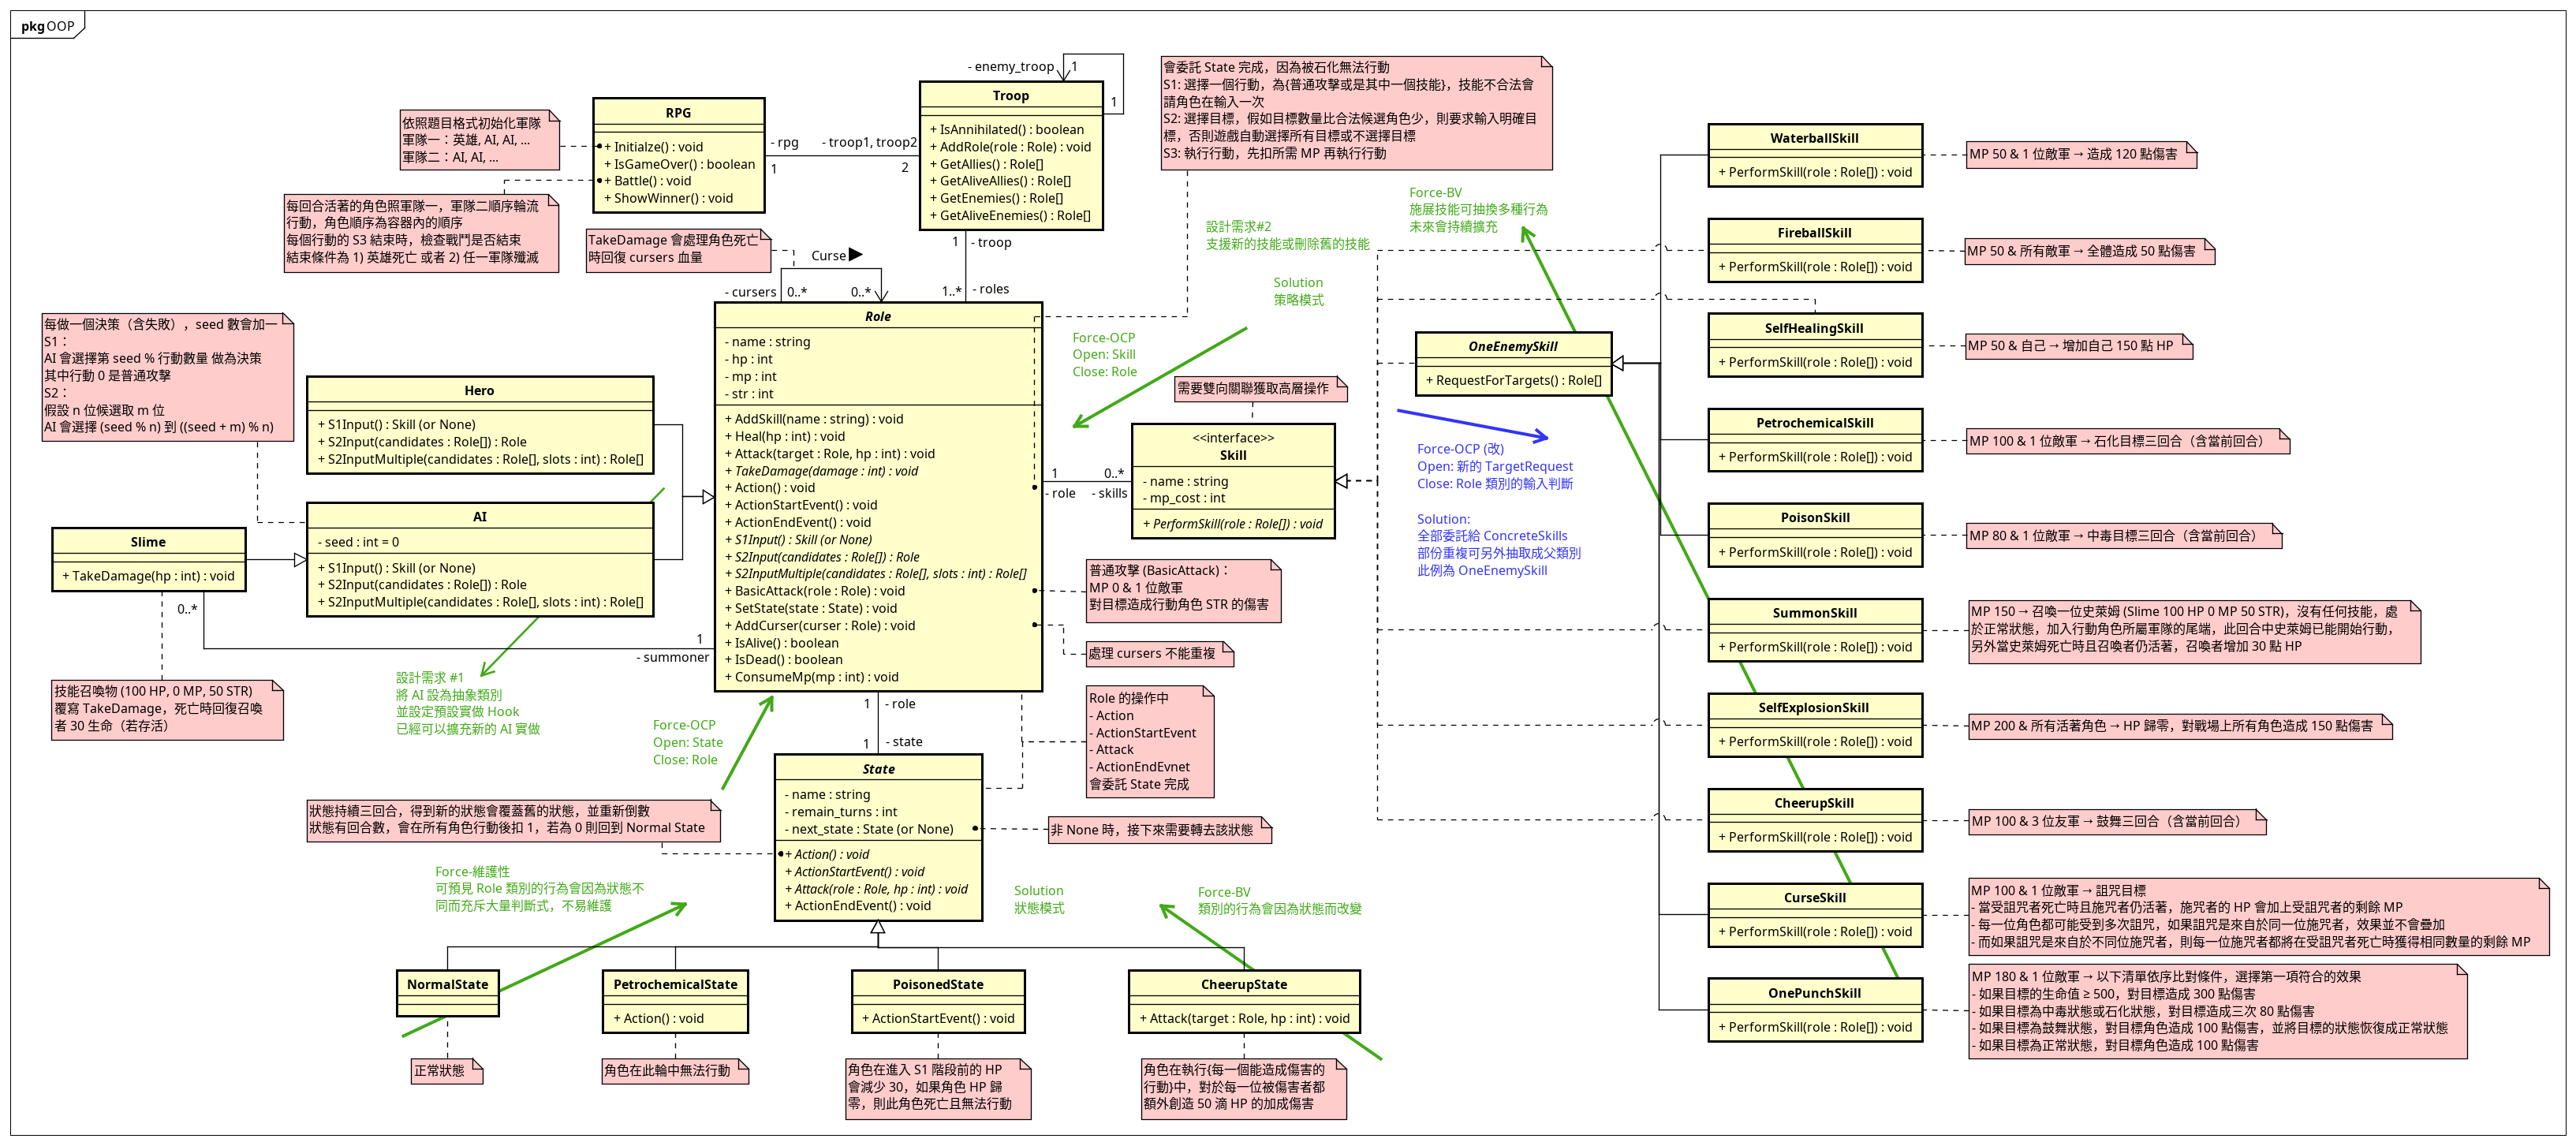 pkg OOP
- enemy_troop
1
1
Troop
+ IsAnnihilated() : boolean
+ AddRole(role : Role) : void
+ GetAllies() : Role[]
+ GetAliveAllies() : Role[]
+ GetEnemies() : Role[]
+ GetAliveEnemies() : Role[]
RPG
+ Initialze() : void
+ IsGameOver() : boolean
+ Battle() : void
+ ShowWinner() : void
- rpg
1
- troop1, troop2
2
依照題目格式初始化軍隊
軍隊一：英雄, AI, AI, ...
軍隊二：AI, AI, ...
每回合活著的角色照軍隊一，軍隊二順序輪流
行動，角色順序為容器內的順序
每個行動的 S3 結束時，檢查戰鬥是否結束
結束條件為 1) 英雄死亡 或者 2) 任一軍隊殲滅
TakeDamage 會處理角色死亡
時回復 cursers 血量
Curse
- cursers
0..*
0..*
1
- troop
1..*
- roles
會委託 State 完成，因為被石化無法行動
S1: 選擇一個行動，為{普通攻擊或是其中一個技能}，技能不合法會
請角色在輸入一次
S2: 選擇目標，假如目標數量比合法候選角色少，則要求輸入明確目
標，否則遊戲自動選擇所有目標或不選擇目標
S3: 執行行動，先扣所需 MP 再執行行動
設計需求#2
支援新的技能或刪除舊的技能
Solution
策略模式
Force-OCP
Open: Skill
Close: Role
Force-BV
施展技能可抽換多種行為
未來會持續擴充
Role
- name : string
- hp : int
- mp : int
- str : int
+ AddSkill(name : string) : void
+ Heal(hp : int) : void
+ Attack(target : Role, hp : int) : void
+ TakeDamage(damage : int) : void
+ Action() : void
+ ActionStartEvent() : void
+ ActionEndEvent() : void
+ S1Input() : Skill (or None)
+ S2Input(candidates : Role[]) : Role
+ S2InputMultiple(candidates : Role[], slots : int) : Role[]
+ BasicAttack(role : Role) : void
+ SetState(state : State) : void
+ AddCurser(curser : Role) : void
+ IsAlive() : boolean
+ IsDead() : boolean
+ ConsumeMp(mp : int) : void
每做一個決策（含失敗），seed 數會加一
S1：
AI 會選擇第 seed % 行動數量 做為決策
其中行動 0 是普通攻擊
S2：
假設 n 位候選取 m 位
AI 會選擇 (seed % n) 到 ((seed + m) % n)
Hero
+ S1Input() : Skill (or None)
+ S2Input(candidates : Role[]) : Role
+ S2InputMultiple(candidates : Role[], slots : int) : Role[]
AI
- seed : int = 0
+ S1Input() : Skill (or None)
+ S2Input(candidates : Role[]) : Role
+ S2InputMultiple(candidates : Role[], slots : int) : Role[]
Slime
+ TakeDamage(hp : int) : void
0..*
1
- summoner
技能召喚物 (100 HP, 0 MP, 50 STR)
覆寫 TakeDamage，死亡時回復召喚
者 30 生命（若存活）
設計需求 #1
將 AI 設為抽象類別
並設定預設實做 Hook
已經可以擴充新的 AI 實做
需要雙向關聯獲取高層操作
<<interface>>
Skill
- name : string
- mp_cost : int
+ PerformSkill(role : Role[]) : void
1
- role
0..*
- skills
OneEnemySkill
+ RequestForTargets() : Role[]
Force-OCP (改)
Open: 新的 TargetRequest
Close: Role 類別的輸入判斷
Solution:
全部委託給 ConcreteSkills
部份重複可另外抽取成父類別
此例為 OneEnemySkill
普通攻擊 (BasicAttack)：
MP 0 & 1 位敵軍
對目標造成行動角色 STR 的傷害
處理 cursers 不能重複
Role 的操作中
- Action
- ActionStartEvent
- Attack
- ActionEndEvnet
會委託 State 完成
1
- role
1
- state
Force-OCP
Open: State
Close: Role
State
- name : string
- remain_turns : int
- next_state : State (or None)
+ Action() : void
+ ActionStartEvent() : void
+ Attack(role : Role, hp : int) : void
+ ActionEndEvent() : void
非 None 時，接下來需要轉去該狀態
狀態持續三回合，得到新的狀態會覆蓋舊的狀態，並重新倒數
狀態有回合數，會在所有角色行動後扣 1，若為 0 則回到 Normal State
Force-維護性
可預見 Role 類別的行為會因為狀態不
同而充斥大量判斷式，不易維護
Solution
狀態模式
Force-BV
類別的行為會因為狀態而改變
NormalState
正常狀態
PetrochemicalState
+ Action() : void
角色在此輪中無法行動
PoisonedState
+ ActionStartEvent() : void
角色在進入 S1 階段前的 HP
會減少 30，如果角色 HP 歸
零，則此角色死亡且無法行動
CheerupState
+ Attack(target : Role, hp : int) : void
角色在執行{每一個能造成傷害的
行動}中，對於每一位被傷害者都
額外創造 50 滴 HP 的加成傷害
WaterballSkill
+ PerformSkill(role : Role[]) : void
MP 50 & 1 位敵軍 → 造成 120 點傷害
FireballSkill
+ PerformSkill(role : Role[]) : void
MP 50 & 所有敵軍 → 全體造成 50 點傷害
SelfHealingSkill
+ PerformSkill(role : Role[]) : void
MP 50 & 自己 → 增加自己 150 點 HP
PetrochemicalSkill
+ PerformSkill(role : Role[]) : void
MP 100 & 1 位敵軍 → 石化目標三回合（含當前回合）
PoisonSkill
+ PerformSkill(role : Role[]) : void
MP 80 & 1 位敵軍 → 中毒目標三回合（含當前回合）
SummonSkill
+ PerformSkill(role : Role[]) : void
MP 150 → 召喚一位史萊姆 (Slime 100 HP 0 MP 50 STR)，沒有任何技能，處
於正常狀態，加入行動角色所屬軍隊的尾端，此回合中史萊姆已能開始行動，
另外當史萊姆死亡時且召喚者仍活著，召喚者增加 30 點 HP
SelfExplosionSkill
+ PerformSkill(role : Role[]) : void
MP 200 & 所有活著角色 → HP 歸零，對戰場上所有角色造成 150 點傷害
CheerupSkill
+ PerformSkill(role : Role[]) : void
MP 100 & 3 位友軍 → 鼓舞三回合（含當前回合）
CurseSkill
+ PerformSkill(role : Role[]) : void
MP 100 & 1 位敵軍 → 詛咒目標
- 當受詛咒者死亡時且施咒者仍活著，施咒者的 HP 會加上受詛咒者的剩餘 MP
- 每一位角色都可能受到多次詛咒，如果詛咒是來自於同一位施咒者，效果並不會疊加
- 而如果詛咒是來自於不同位施咒者，則每一位施咒者都將在受詛咒者死亡時獲得相同數量的剩餘 MP
OnePunchSkill
+ PerformSkill(role : Role[]) : void
MP 180 & 1 位敵軍 → 以下清單依序比對條件，選擇第一項符合的效果
- 如果目標的生命值 ≥ 500，對目標造成 300 點傷害
- 如果目標為中毒狀態或石化狀態，對目標造成三次 80 點傷害
- 如果目標為鼓舞狀態，對目標角色造成 100 點傷害，並將目標的狀態恢復成正常狀態
- 如果目標為正常狀態，對目標角色造成 100 點傷害